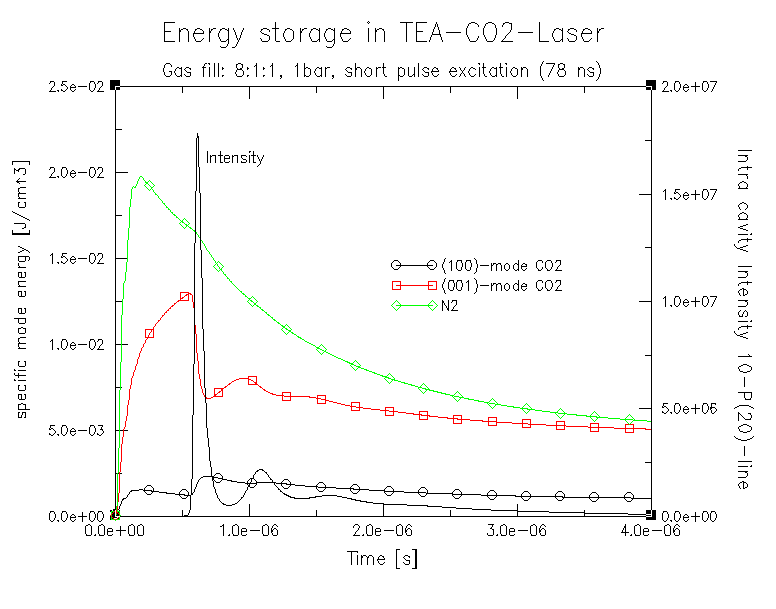 Energy storage in TEA-CO2-Laser
Gas fill: 8:1:1, 1bar, short pulse excitation (78 ns)
2.5e-02
2.0e-02
1.5e-02
1.0e-02
5.0e-03
0.0e+00
specific mode energy [J/cm^3]
2.0e+07
1.5e+07
1.0e+07
5.0e+06
0.0e+00
Intra cavity Intensity 10-P(20)-line
Intensity
(100)-mode CO2
(001)-mode CO2
N2
0.0e+00
1.0e-06
2.0e-06
3.0e-06
4.0e-06
Time [s]